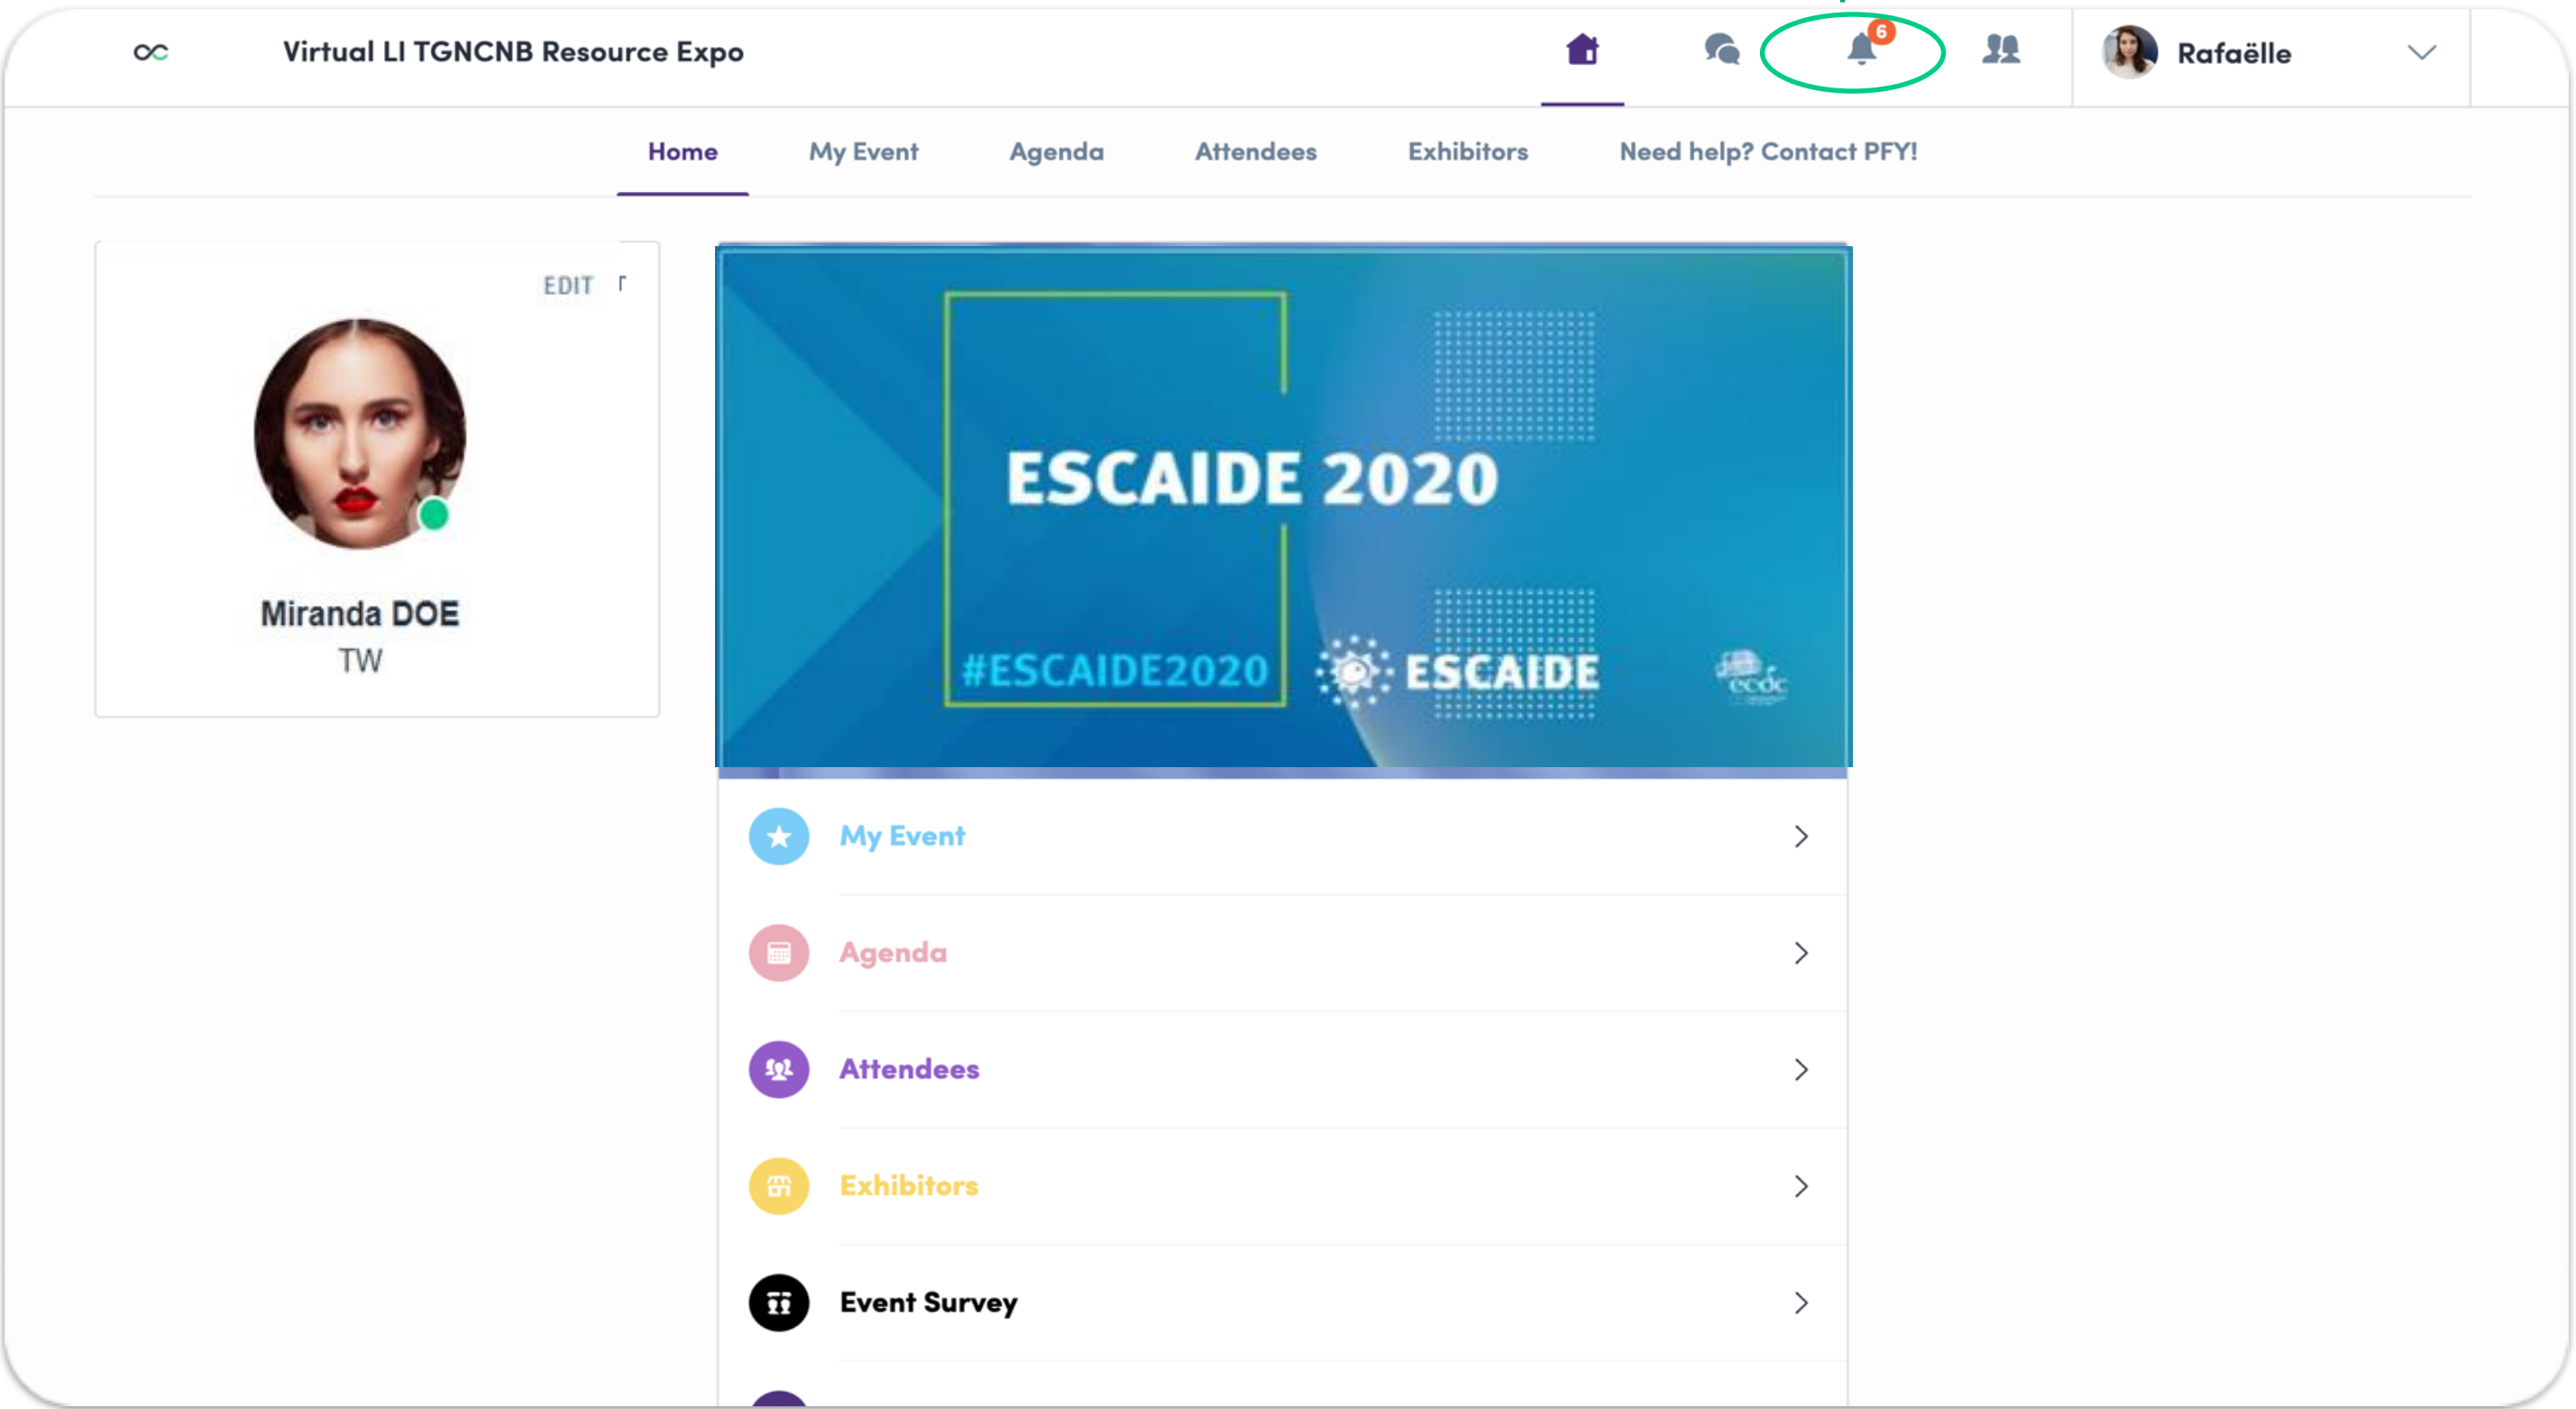 Virtual LI TGNCNB Resource Expo
6
Rafaëlle
Home My Event Agenda Attendees Exhibitors Need help? Contact PFY!
EDIT
Miranda DOE
TW
ESCAIDE 2020
#ESCAIDE2020
ESCAIDE
ecdc
My Event
Agenda
Attendees
Exhibitors
Event Survey